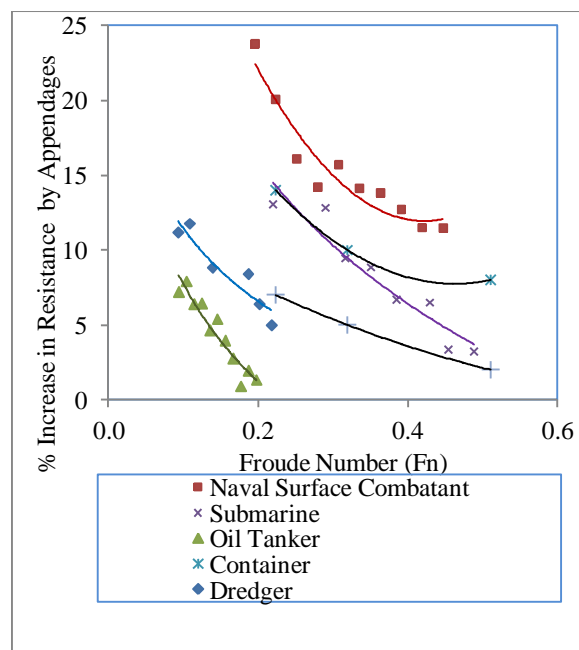 25
20
15
10
5
0
% Increase in Resistance by Appendages
0.0 0.2 0.4 0.6
Froude Number (Fn)
Naval Surface Combatant
Submarine
Oil Tanker
Container
Dredger